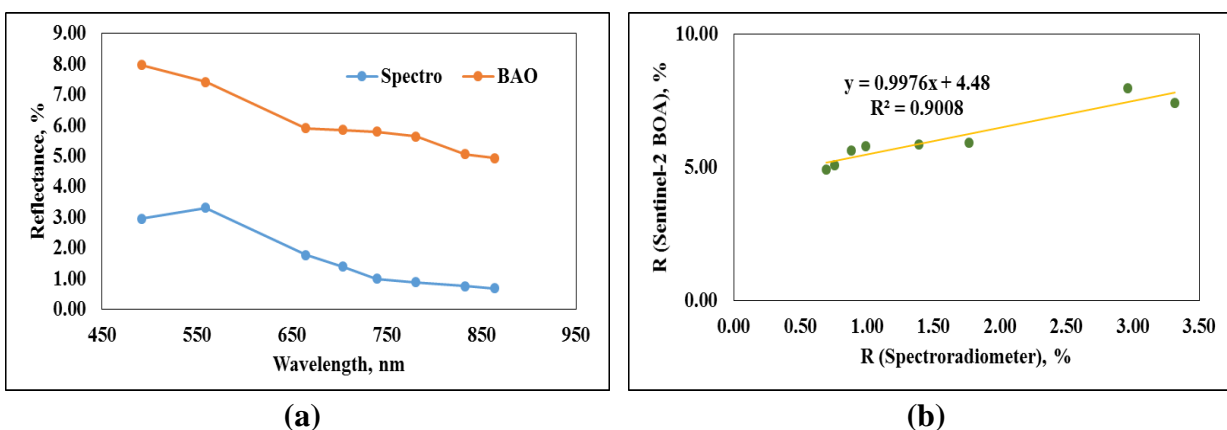 9.00
8.00
7.00
6.00
5.00
4.00
3.00
2.00
1.00
0.00
Reflectance, %
Spectro BAO
450 550 650 750 850 950
Wavelength, nm
(a)
10.00
5.00
0.00
R (Sentinel-2 BOA), %
y = 0.9976x + 4.48
R² = 0.9008
0.00 0.50 1.00 1.50 2.00 2.50 3.00 3.50
R (Spectroradiometer), %
(b)